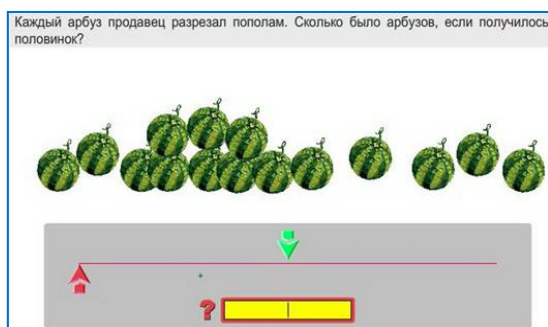 Каждый арбуз продавец разрезал пополам. Сколько было арбузов, если получилось
половинок?
?